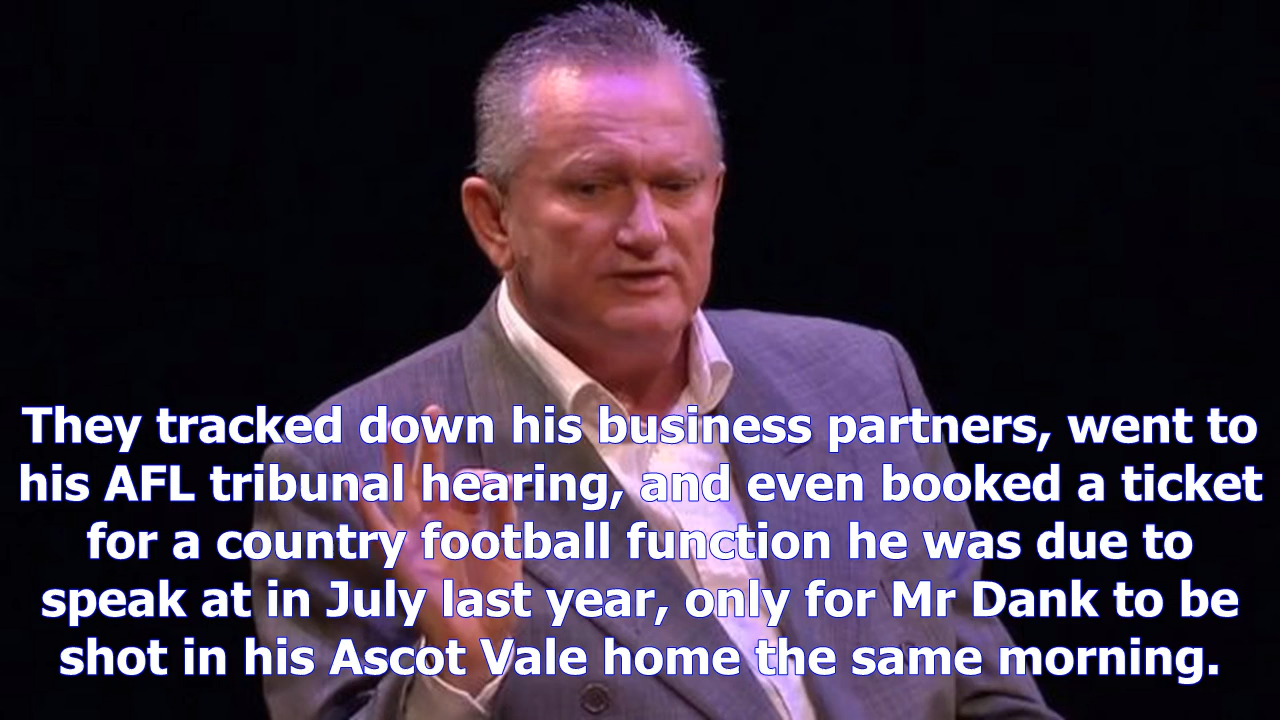 They tracked down his business partners, went to
his AFL tribunal hearing, and even booked a ticket
for a country football function he was due to
speak at in July last year, only for Mr Dank to be
shot in his Ascot Vale home the same morning.